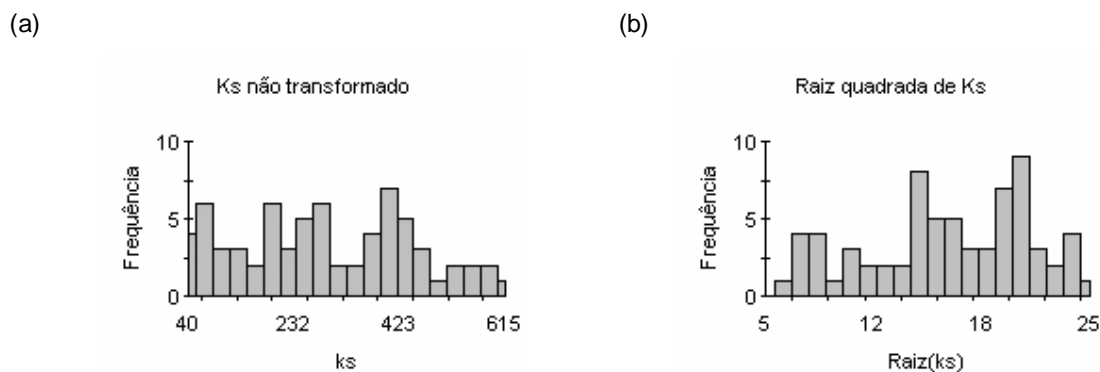 (a)
(b)
Ks não transformado
Frequência
10
5
0
40
232
423
615
ks
Raiz quadrada de Ks
Frequência
10
5
0
5
12
18
25
Raiz(ks)